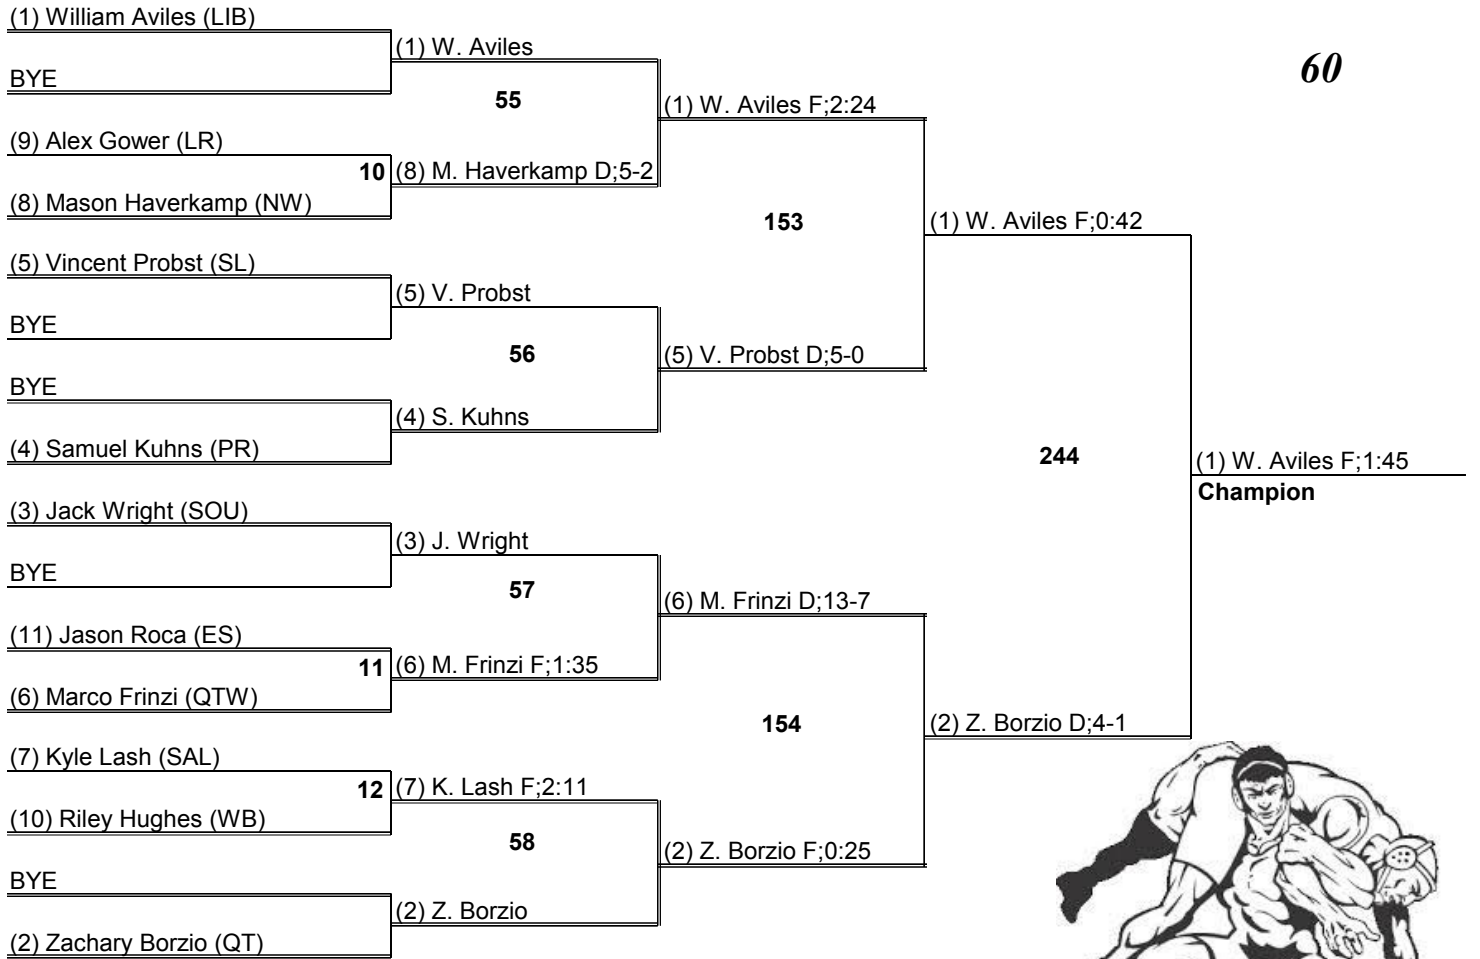 (1) William Aviles (LIB)
BYE
(9) Alex Gower (LR)
(8) Mason Haverkamp (NW)
(5) Vincent Probst (SL)
BYE
BYE
(4) Samuel Kuhns (PR)
(3) Jack Wright (SOU)
BYE
(11) Jason Roca (ES)
(6) Marco Frinzi (QTW)
(7) Kyle Lash (SAL)
(10) Riley Hughes (WB)
BYE
(2) Zachary Borzio (QT)
10
11
12
(1) W. Aviles
(8) M. Haverkamp D;5-2
(5) V. Probst
(4) S. Kuhns
(3) J. Wright
(6) M. Frinzi F;1:35
(7) K. Lash F;2:11
(2) Z. Borzio
55
56
57
58
(1) W. Aviles F;2:24
(5) V. Probst D;5-0
(6) M. Frinzi D;13-7
(2) Z. Borzio F;0:25
153
154
(1) W. Aviles F;0:42
(2) Z. Borzio D;4-1
244
(1) W. Aviles F;1:45
Champion
60